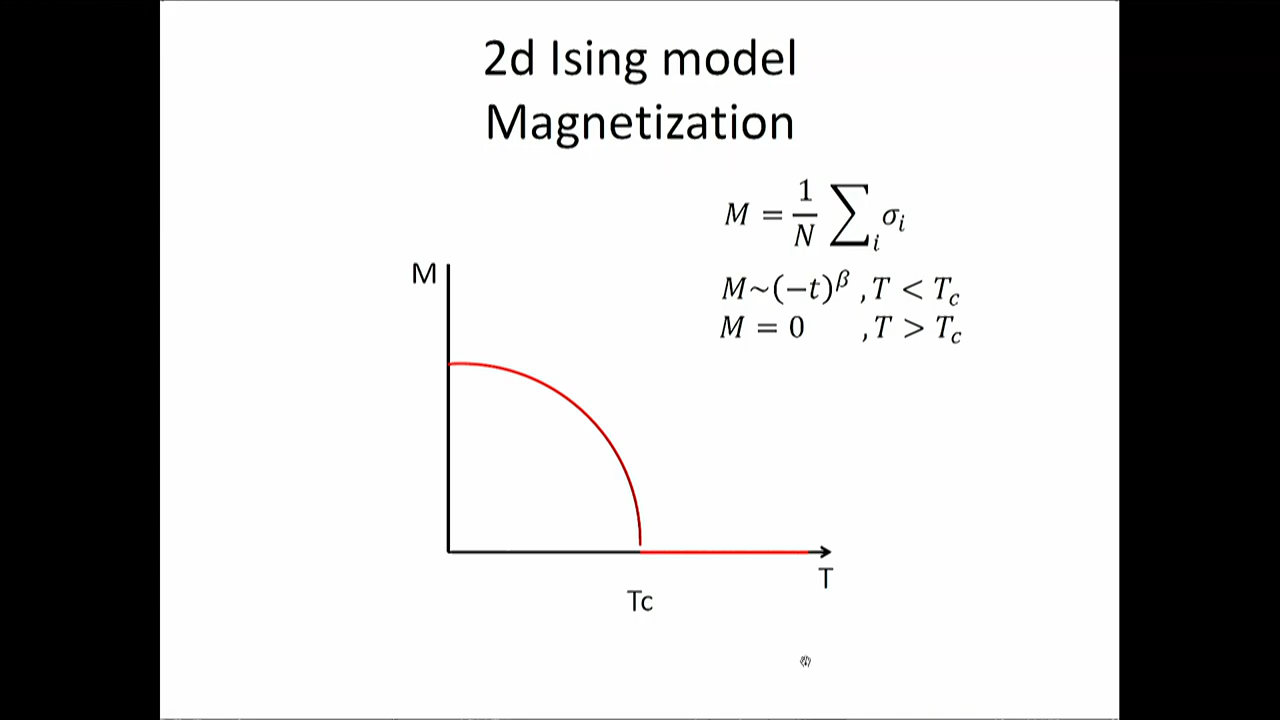 2d Ising model
Magnetization
M = 1/N ∑_i σ_i
M~(−t)^β , T < T_c
M = 0 , T > T_c
M
T
Tc